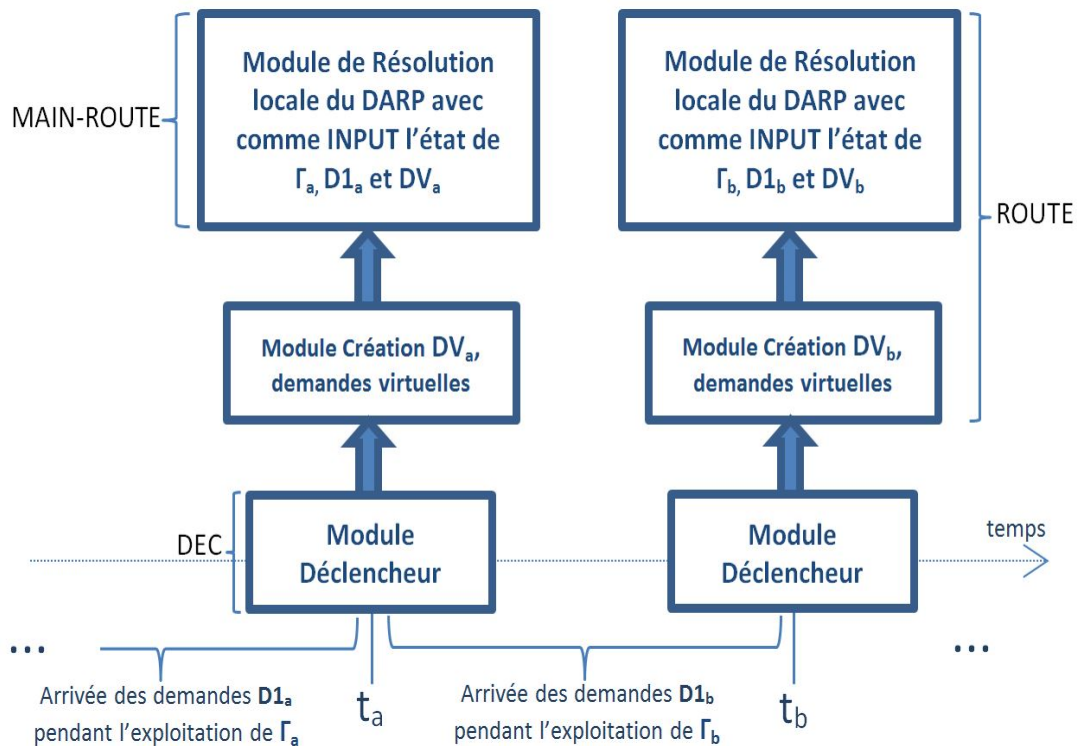 Module de Résolution
locale du DARP avec
comme INPUT l'état de
Γa, D1a et DVa
Module de Résolution
locale du DARP avec
comme INPUT l'état de
Γb, D1b et DVb
MAIN-ROUTE
ROUTE
Module Création DVa,
demandes virtuelles
Module Création DVb,
demandes virtuelles
DEC
Module
Déclencheur
Module
Déclencheur
temps
...
...
Arrivée des demandes D1a
pendant l'exploitation de Γa
ta
Arrivée des demandes D1b
pendant l'exploitation de Γb
tb